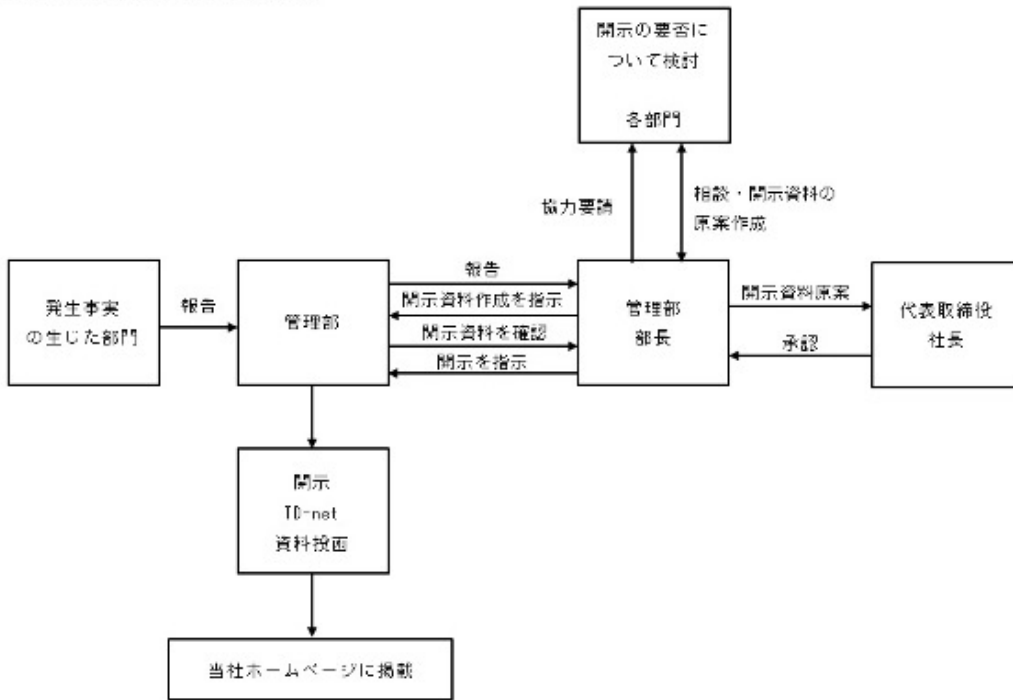 開示の要否に
ついて検討
各部門
協力要請
相談・開示資料の
原案作成
発生事実
の生じた部門
報告
管理部
報告
開示資料作成を指示
開示資料を確認
開示を指示
管理部
部長
開示資料原案
承認
代表取締役
社長
開示
TD-net
資料投函
当社ホームページに掲載